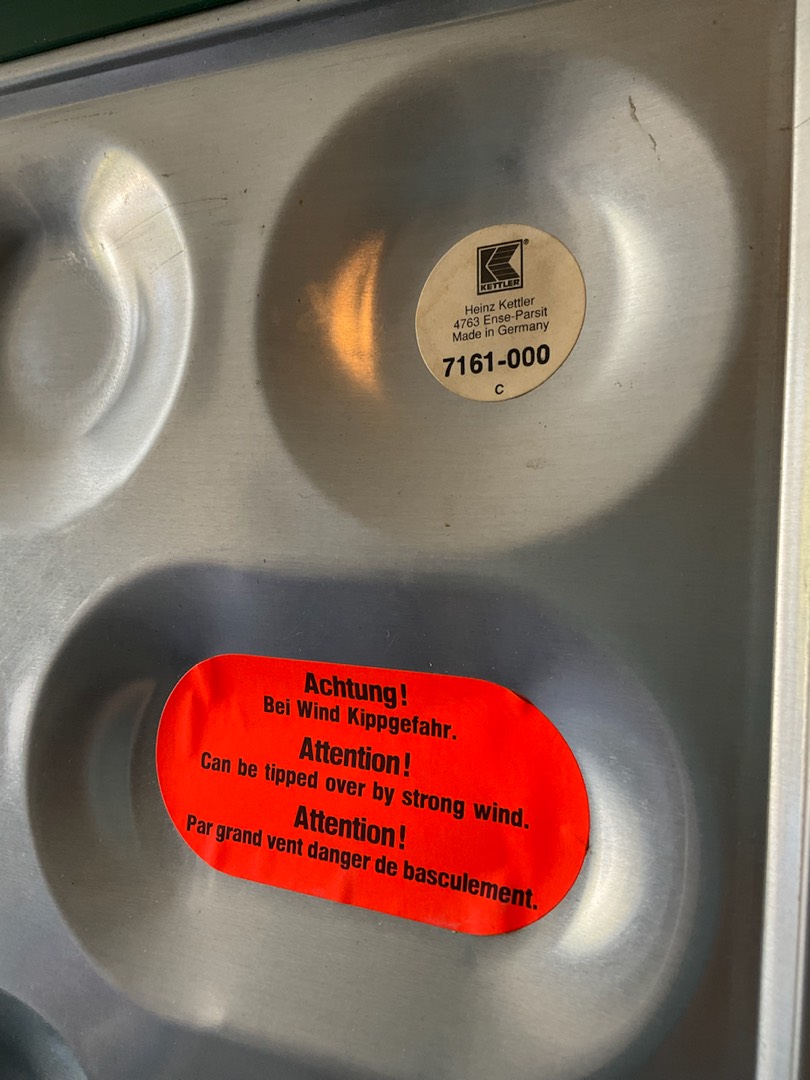 KETTLER®
Heinz Kettler
4763 Ense-Parsit
Made in Germany
7161-000
C
Achtung!
Bei Wind Kippgefahr.
Attention!
Can be tipped over by strong wind.
Attention!
Par grand vent danger de basculement.